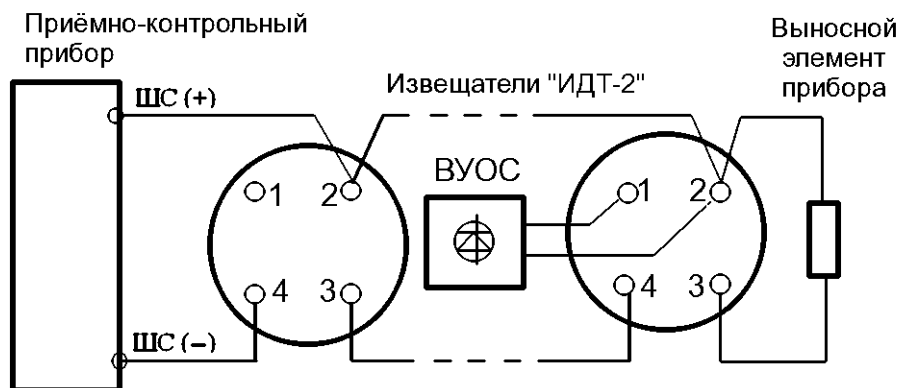 Приёмно-контрольный
прибор
Выносной
элемент
прибора
Извещатели "ИДТ-2"
ШС (+)
ВУОС
1
2
4
3
1
2
4
3
ШС (−)